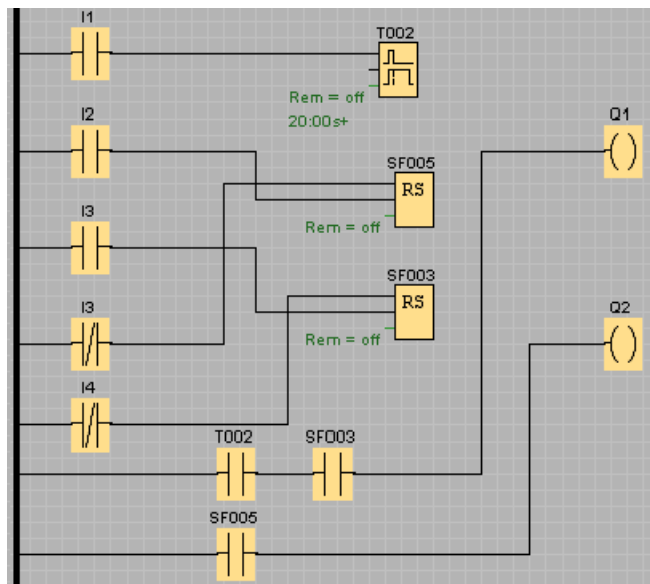 I1
T002
Rem = off
20:00s+
I2
Q1
SF005
RS
Rem = off
I3
SF003
RS
Rem = off
I3
Q2
I4
T002 SF003
SF005